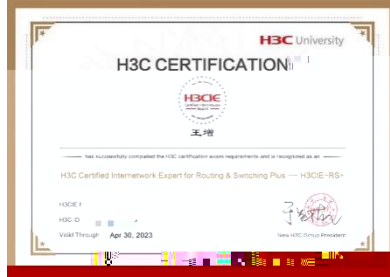 H3C University
H3C CERTIFICATION
H3CIE
王增
has successfully completed the H3C certification exam requirements and is recognized as an
H3C Certified Internetwork Expert for Routing & Switching Plus — H3CIE-RS+
H3CIE
H3C ID
Valid Through Apr 30, 2023
New H3C Group President